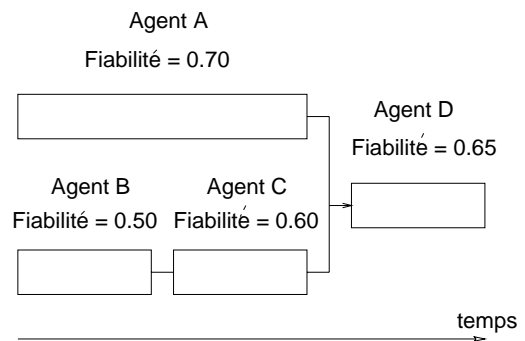 Agent A
Fiabilité = 0.70
Agent D
Fiabilité = 0.65
Agent B
Fiabilité = 0.50
Agent C
Fiabilité = 0.60
temps